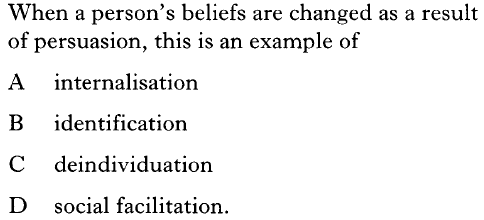 When a person's beliefs are changed as a result
of persuasion, this is an example of
A internalisation
B identification
C deindividuation
D social facilitation.